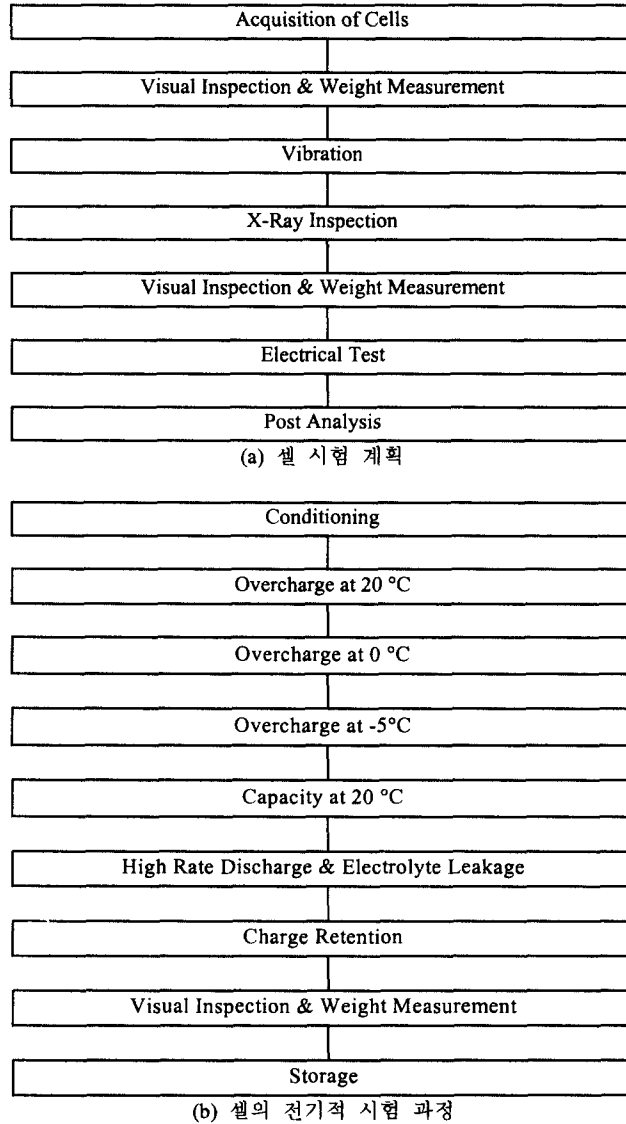 Acquisition of Cells
Visual Inspection & Weight Measurement
Vibration
X-Ray Inspection
Visual Inspection & Weight Measurement
Electrical Test
Post Analysis
(a) 셀 시험 계획
Conditioning
Overcharge at 20 °C
Overcharge at 0 °C
Overcharge at -5°C
Capacity at 20 °C
High Rate Discharge & Electrolyte Leakage
Charge Retention
Visual Inspection & Weight Measurement
Storage
(b) 셀의 전기적 시험 과정